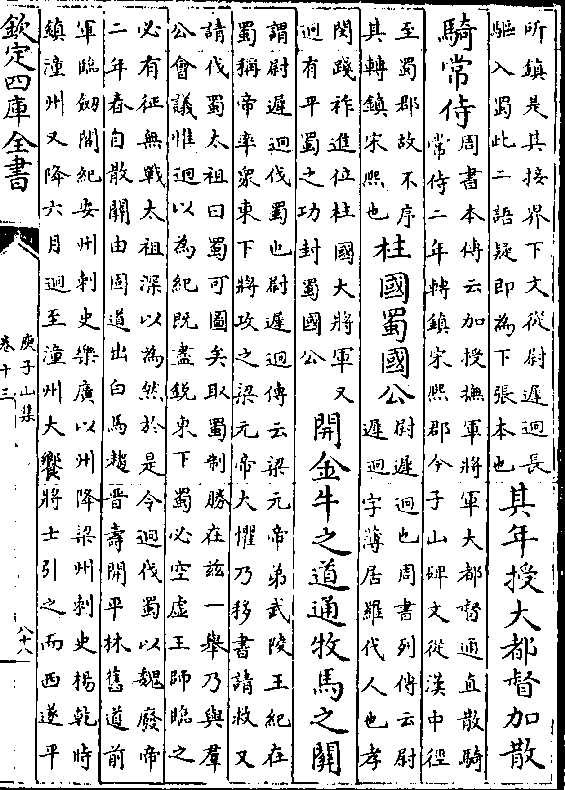 所鎮是其接界下文從尉遲迥長
驅入蜀此二語疑即為下張本也
其年授大都督加散
騎常侍
周書本傳云加授撫軍將軍大都督通直散騎
常侍二年轉鎮宋熙郡今子山碑文從漢中徑
至蜀郡故不序
其轉鎮宋熙也
柱國蜀國公
尉遲迥也周書列傳云尉
遲迥字薄居羅代人也孝
閔踐祚進位柱國大將軍又
迥有平蜀之功封蜀國公
開金牛之道通牧馬之關
謂尉遲迥伐蜀也尉遲迥傳云梁元帝弟武陵王紀在
蜀稱帝率衆東下將攻之梁元帝大懼乃移書請救又
請伐蜀太祖曰蜀可圖矣取蜀制勝在兹一舉乃與羣
公會議惟迥以為紀既盡銳東下蜀必空虛王師臨之
必有征無戰太祖深以為然於是令迥伐蜀以魏廢帝
二年春自散關由固道出白馬趨晉壽開平林舊道前
軍臨劒閣紀安州刺史樂廣以州降梁州刺史楊乾時
鎮潼州又降六月迥至潼州大饗將士引之而西遂平
欽定四庫全書
庾子山集
卷十三
八十八